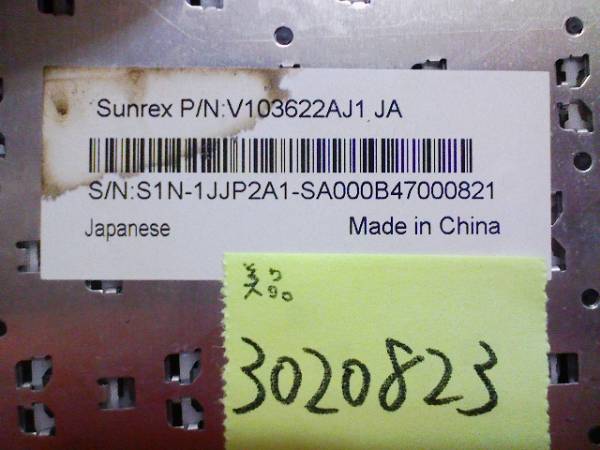 Sunrex P/N:V103622AJ1 JA
S/N:S1N-1JJP2A1-SA000B47000821
Japanese
Made in China
3020823